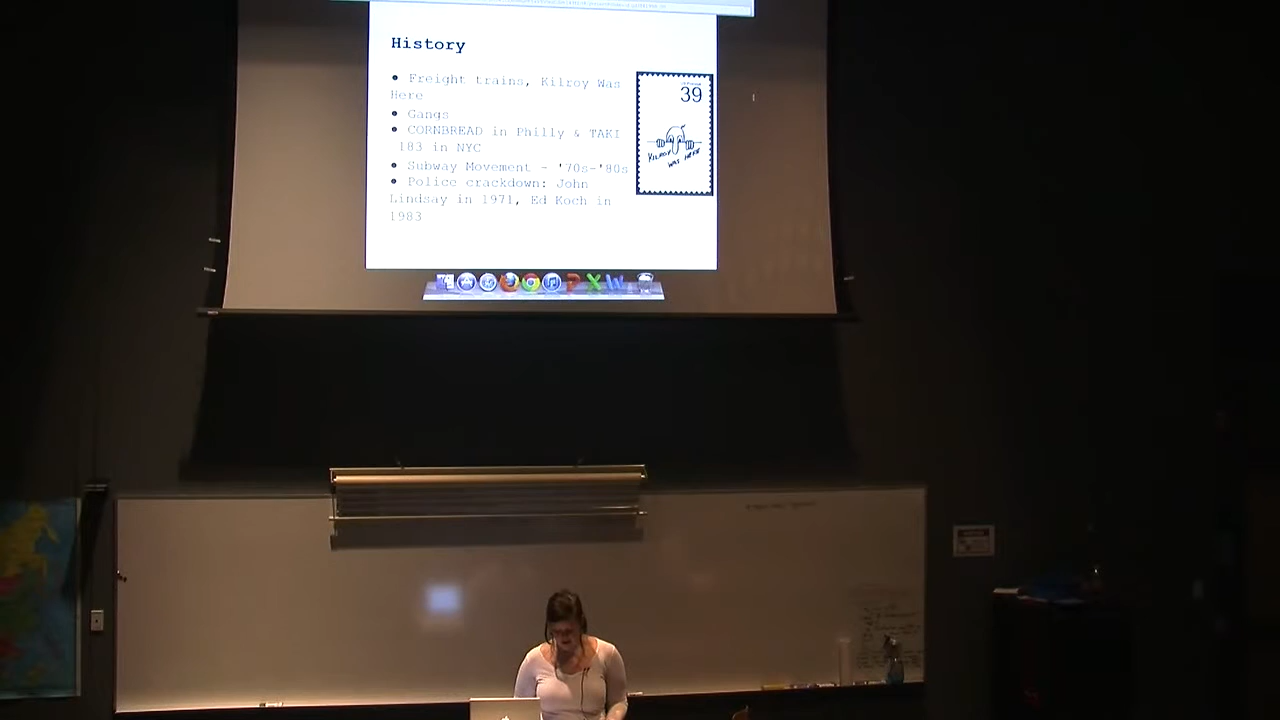 History
• Freight trains, Kilroy Was
Here
• Gangs
• CORNBREAD in Philly & TAKI
183 in NYC
• Subway Movement - '70s-'80s
• Police crackdown: John
Lindsay in 1971, Ed Koch in
1983
39
KILROY
WAS HERE